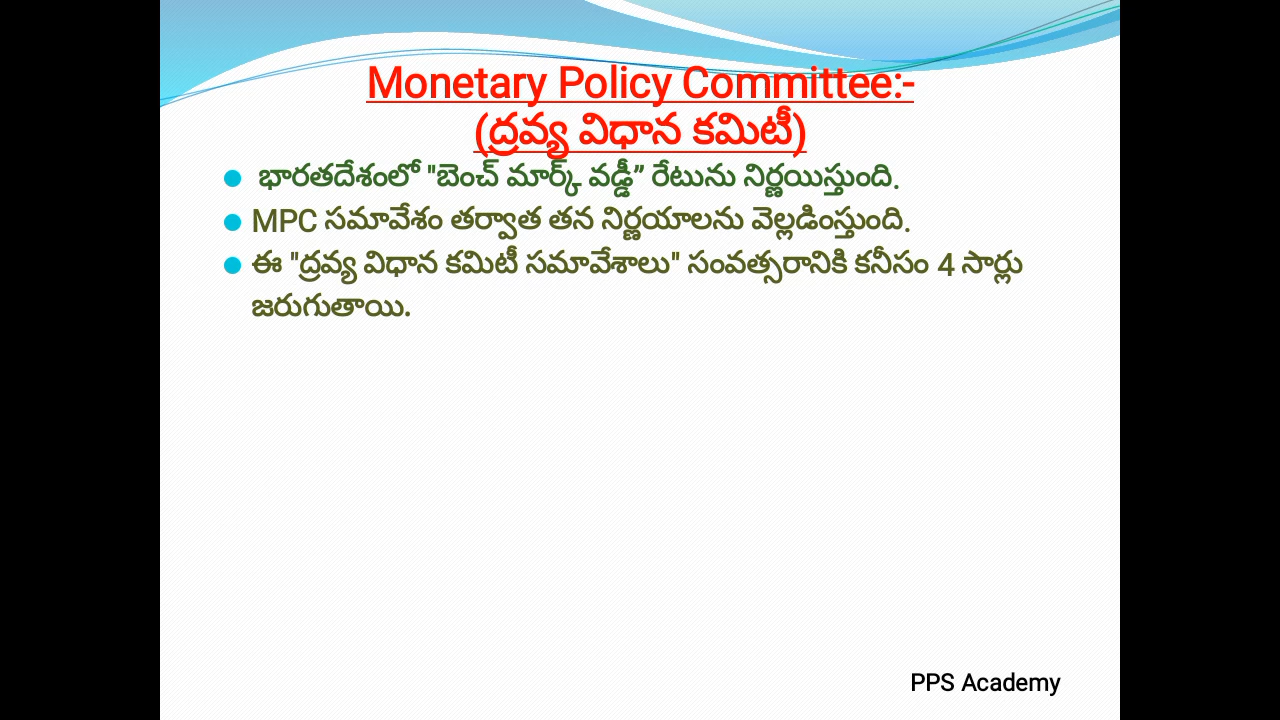 Monetary Policy Committee:-
(ద్రవ్య విధాన కమిటీ)
భారతదేశంలో "బెంచ్ మార్క్ వడ్డీ” రేటును నిర్ణయిస్తుంది.
MPC సమావేశం తర్వాత తన నిర్ణయాలను వెల్లడింస్తుంది.
ఈ "ద్రవ్య విధాన కమిటీ సమావేశాలు" సంవత్సరానికి కనీసం 4 సార్లు
జరుగుతాయి.
PPS Academy